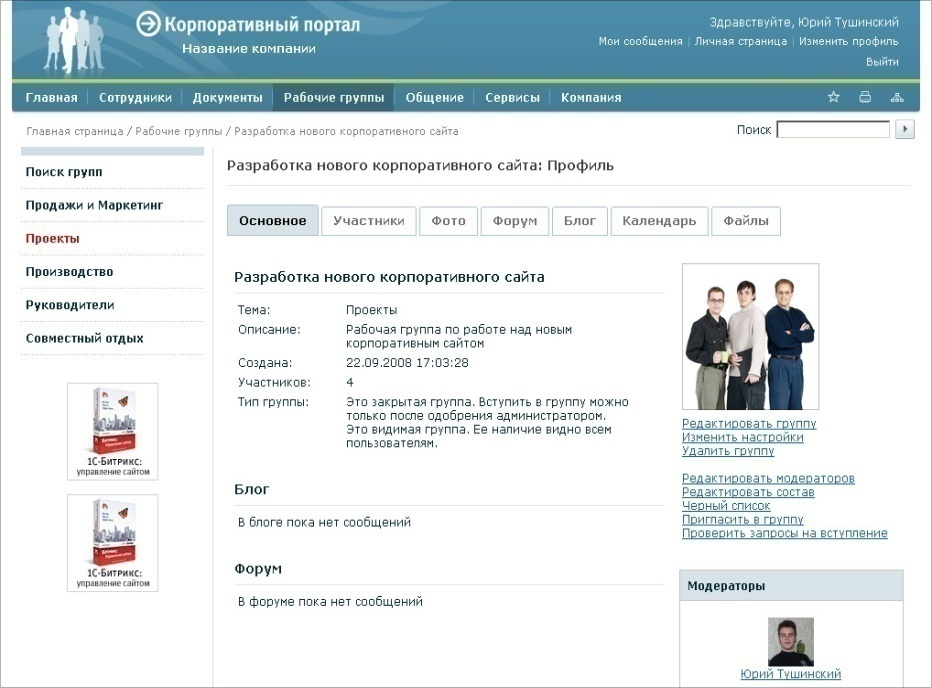 Корпоративный портал
Название компании
Здравствуйте, Юрий Тушинский
Мои сообщения | Личная страница | Изменить профиль
Выйти
Главная Сотрудники Документы Рабочие группы Общение Сервисы Компания
Главная страница / Рабочие группы / Разработка нового корпоративного сайта
Поиск
Поиск групп
Продажи и Маркетинг
Проекты
Производство
Руководители
Совместный отдых
1С-БИТРИКС:
управление сайтом
1С-БИТРИКС:
управление сайтом
Разработка нового корпоративного сайта: Профиль
Основное Участники Фото Форум Блог Календарь Файлы
Разработка нового корпоративного сайта
Тема: Проекты
Описание: Рабочая группа по работе над новым
корпоративным сайтом
Создана: 22.09.2008 17:03:28
Участников: 4
Тип группы: Это закрытая группа. Вступить в группу можно
только после одобрения администратором.
Это видимая группа. Ее наличие видно всем
пользователям.
Блог
В блоге пока нет сообщений
Форум
В форуме пока нет сообщений
Редактировать группу
Изменить настройки
Удалить группу
Редактировать модераторов
Редактировать состав
Черный список
Пригласить в группу
Проверить запросы на вступление
Модераторы
Юрий Тушинский